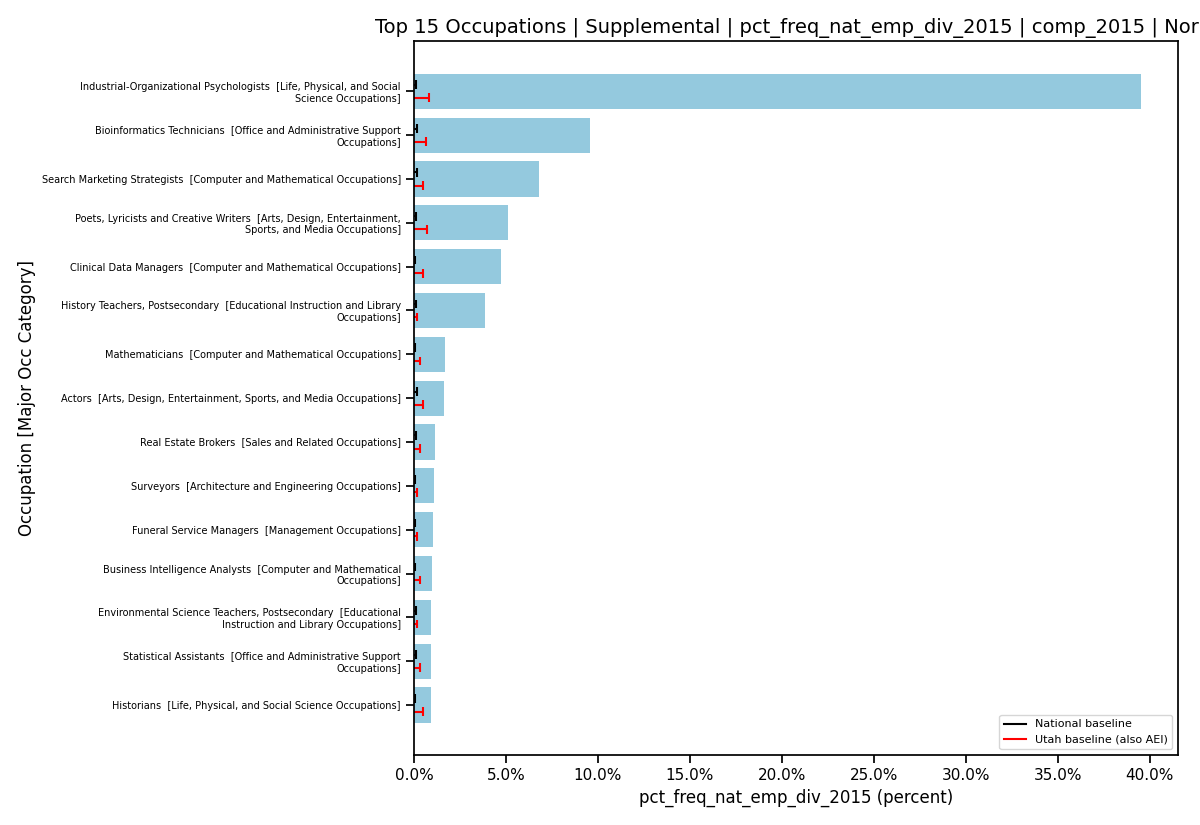 Top 15 Occupations | Supplemental | pct_freq_nat_emp_div_2015 | comp_2015 | Nor
Occupation [Major Occ Category]
Industrial-Organizational Psychologists [Life, Physical, and Social
Science Occupations]
Bioinformatics Technicians [Office and Administrative Support
Occupations]
Search Marketing Strategists [Computer and Mathematical Occupations]
Poets, Lyricists and Creative Writers [Arts, Design, Entertainment,
Sports, and Media Occupations]
Clinical Data Managers [Computer and Mathematical Occupations]
History Teachers, Postsecondary [Educational Instruction and Library
Occupations]
Mathematicians [Computer and Mathematical Occupations]
Actors [Arts, Design, Entertainment, Sports, and Media Occupations]
Real Estate Brokers [Sales and Related Occupations]
Surveyors [Architecture and Engineering Occupations]
Funeral Service Managers [Management Occupations]
Business Intelligence Analysts [Computer and Mathematical
Occupations]
Environmental Science Teachers, Postsecondary [Educational
Instruction and Library Occupations]
Statistical Assistants [Office and Administrative Support
Occupations]
Historians [Life, Physical, and Social Science Occupations]
National baseline
Utah baseline (also AEI)
0.0% 5.0% 10.0% 15.0% 20.0% 25.0% 30.0% 35.0% 40.0%
pct_freq_nat_emp_div_2015 (percent)